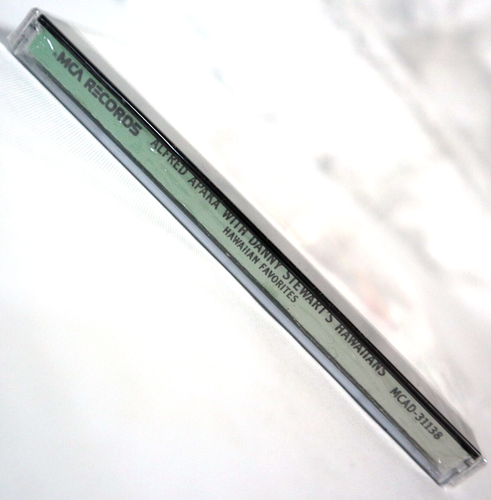 MCA RECORDS
ALFRED APAKA WITH DANNY STEWART'S HAWAIIANS
HAWAIIAN FAVORITES
MCAD-31138